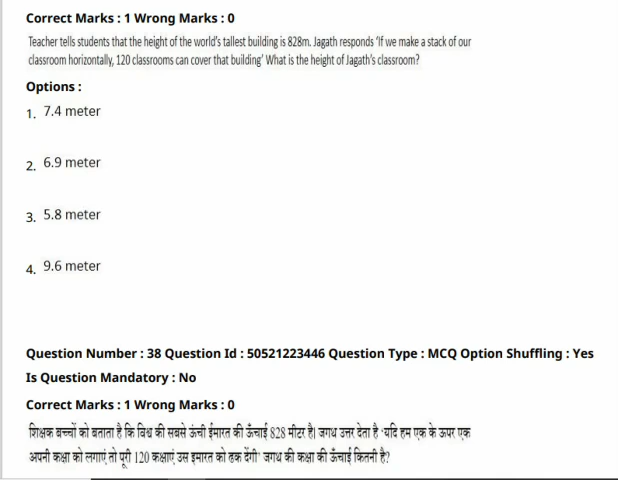 Correct Marks : 1 Wrong Marks : 0
Teacher tells students that the height of the world's tallest building is 828m. Jagath responds 'If we make a stack of our
classroom horizontally, 120 classrooms can cover that building' What is the height of Jagath's classroom?
Options :
1. 7.4 meter
2. 6.9 meter
3. 5.8 meter
4. 9.6 meter
Question Number : 38 Question Id : 50521223446 Question Type : MCQ Option Shuffling : Yes
Is Question Mandatory : No
Correct Marks : 1 Wrong Marks : 0
शिक्षक बच्चों को बताता है कि विश्व की सबसे ऊंची ईमारत की ऊँचाई 828 मीटर है। जगथ उत्तर देता है 'यदि हम एक के ऊपर एक
अपनी कक्षा को लगाएं तो पूरी 120 कक्षाएं उस इमारत को ढक देंगी' जगथ की कक्षा की ऊँचाई कितनी है?